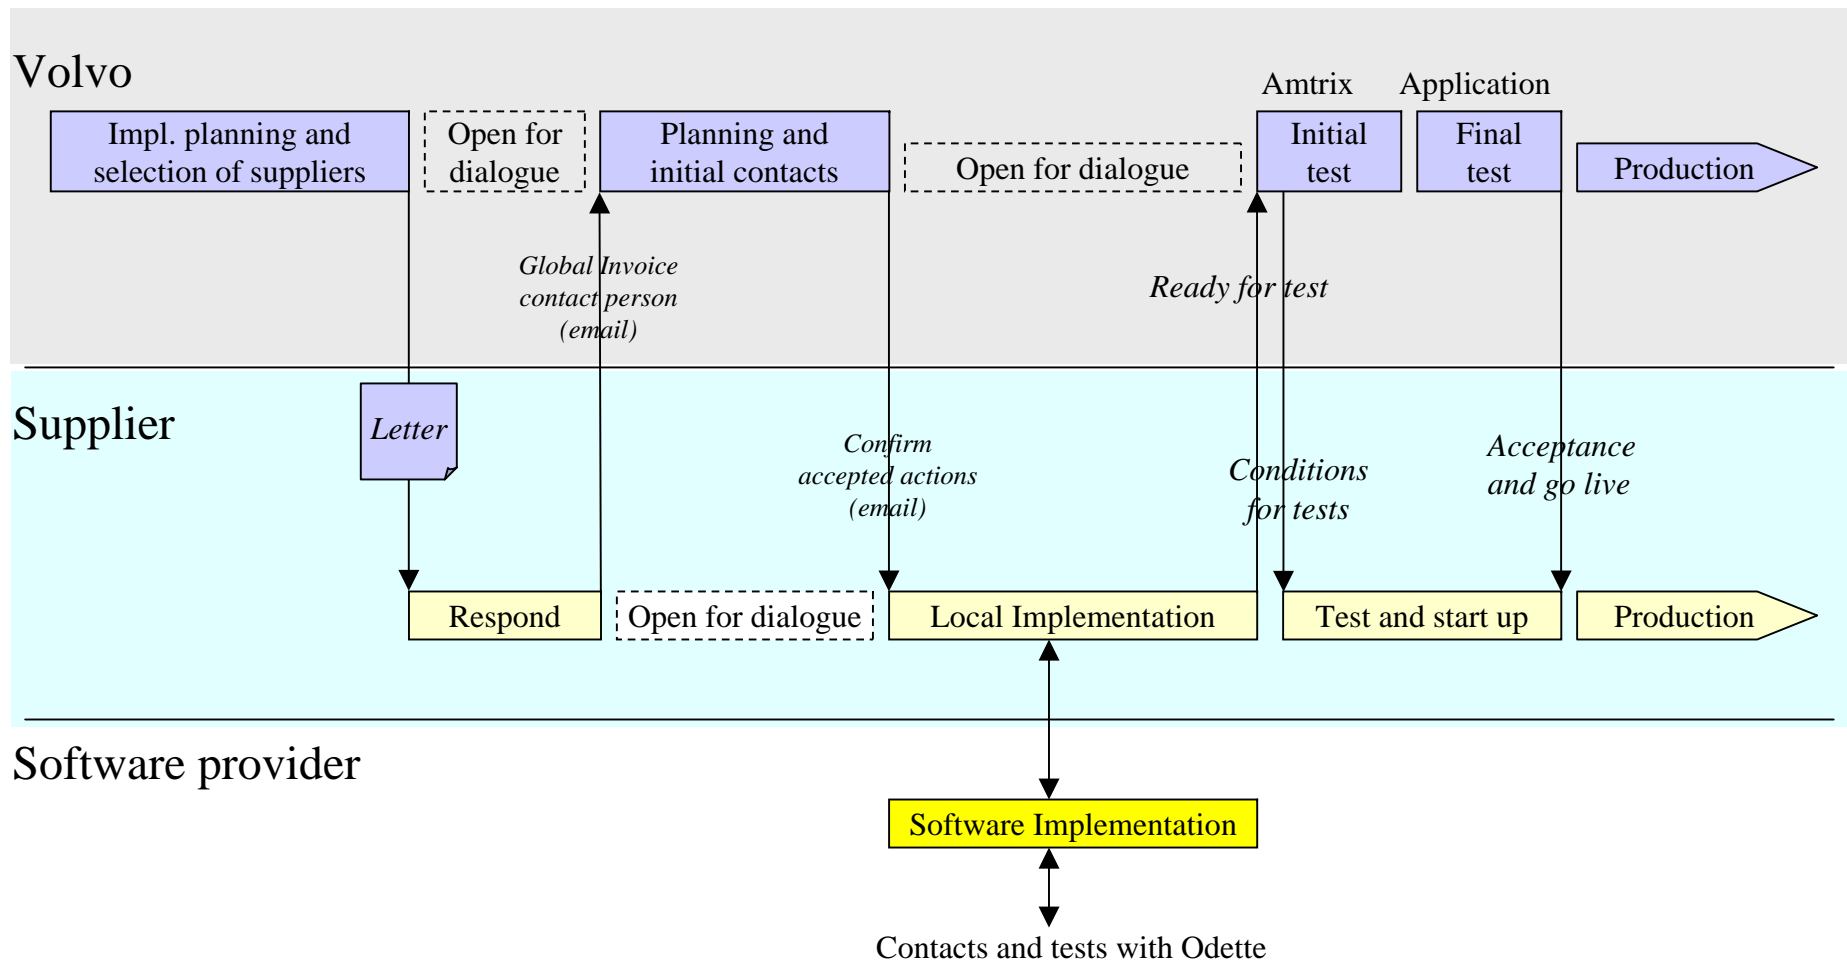 Volvo
Amtrix
Application
Impl. planning and
selection of suppliers
Open for
dialogue
Planning and
initial contacts
Open for dialogue
Initial
test
Final
test
Production
Global Invoice
contact person
(email)
Ready for test
Supplier
Letter
Confirm
accepted actions
(email)
Conditions
for tests
Acceptance
and go live
Respond
Open for dialogue
Local Implementation
Test and start up
Production
Software provider
Software Implementation
Contacts and tests with Odette